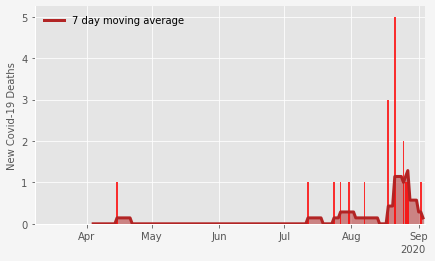 7 day moving average
New Covid-19 Deaths
5
4
3
2
1
0
Apr
May
Jun
Jul
Aug
Sep
2020